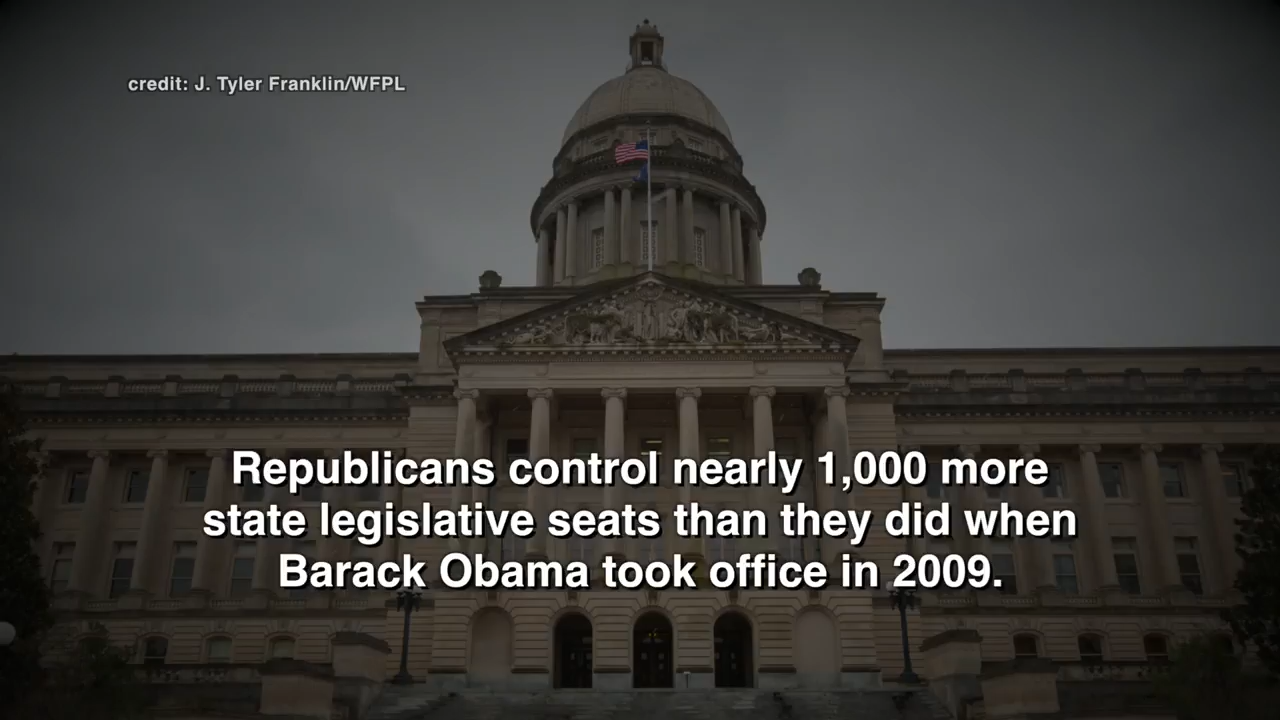 credit: J. Tyler Franklin/WFPL
Republicans control nearly 1,000 more
state legislative seats than they did when
Barack Obama took office in 2009.